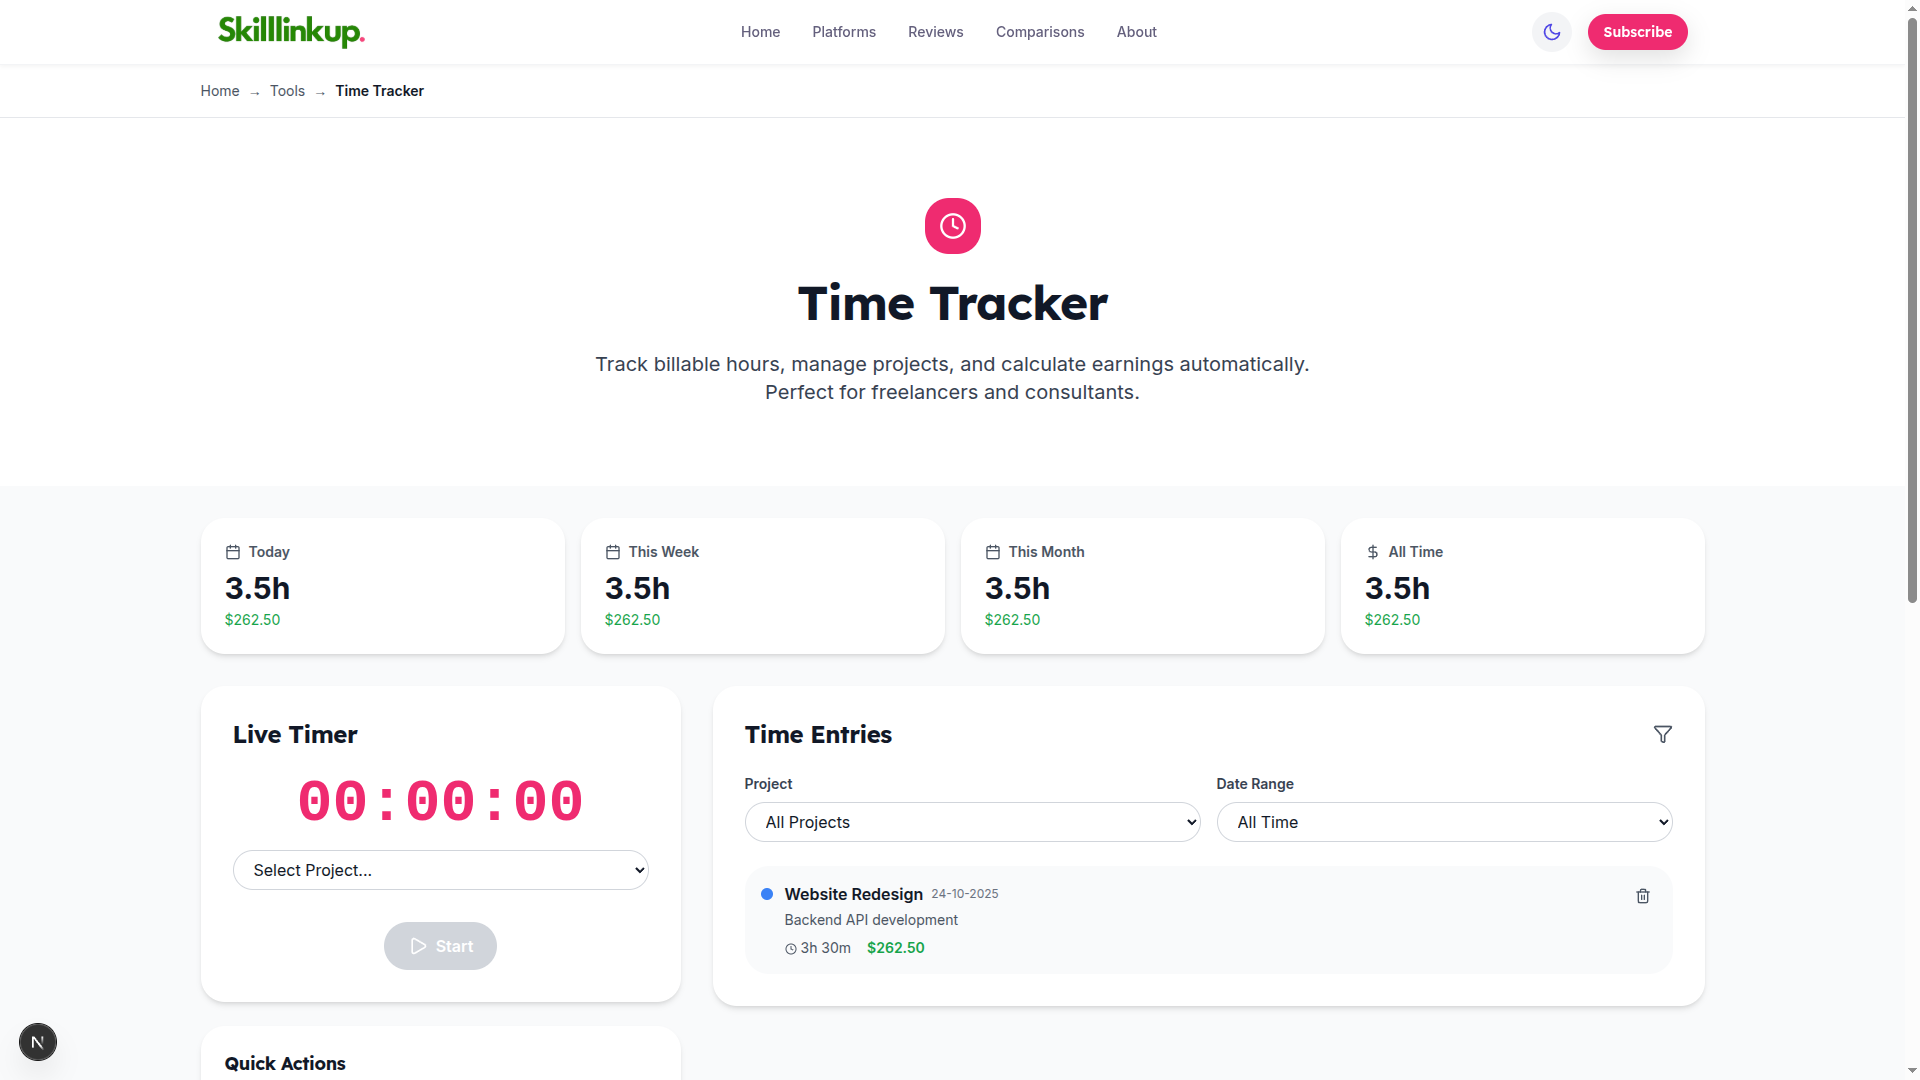 Skilllinkup.
Home
Platforms
Reviews
Comparisons
About
Subscribe
Home → Tools → Time Tracker
Time Tracker
Track billable hours, manage projects, and calculate earnings automatically.
Perfect for freelancers and consultants.
Today
3.5h
$262.50
This Week
3.5h
$262.50
This Month
3.5h
$262.50
All Time
3.5h
$262.50
Live Timer
00:00:00
Select Project...
Start
Time Entries
Project
All Projects
Date Range
All Time
Website Redesign 24-10-2025
Backend API development
3h 30m $262.50
Quick Actions
N